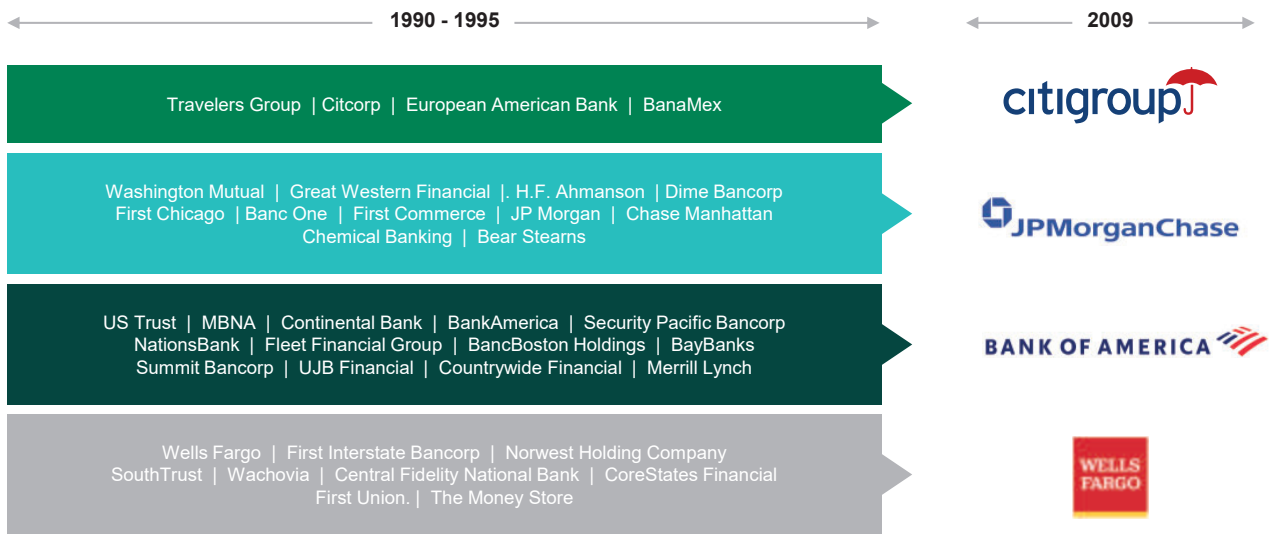 1990 - 1995
2009
Travelers Group | Citcorp | European American Bank | BanaMex
citigroup
Washington Mutual | Great Western Financial |. H.F. Ahmanson | Dime Bancorp
First Chicago | Banc One | First Commerce | JP Morgan | Chase Manhattan
Chemical Banking | Bear Stearns
JPMorganChase
US Trust | MBNA | Continental Bank | BankAmerica | Security Pacific Bancorp
NationsBank | Fleet Financial Group | BancBoston Holdings | BayBanks
Summit Bancorp | UJB Financial | Countrywide Financial | Merrill Lynch
BANK OF AMERICA
Wells Fargo | First Interstate Bancorp | Norwest Holding Company
SouthTrust | Wachovia | Central Fidelity National Bank | CoreStates Financial
First Union. | The Money Store
WELLS
FARGO